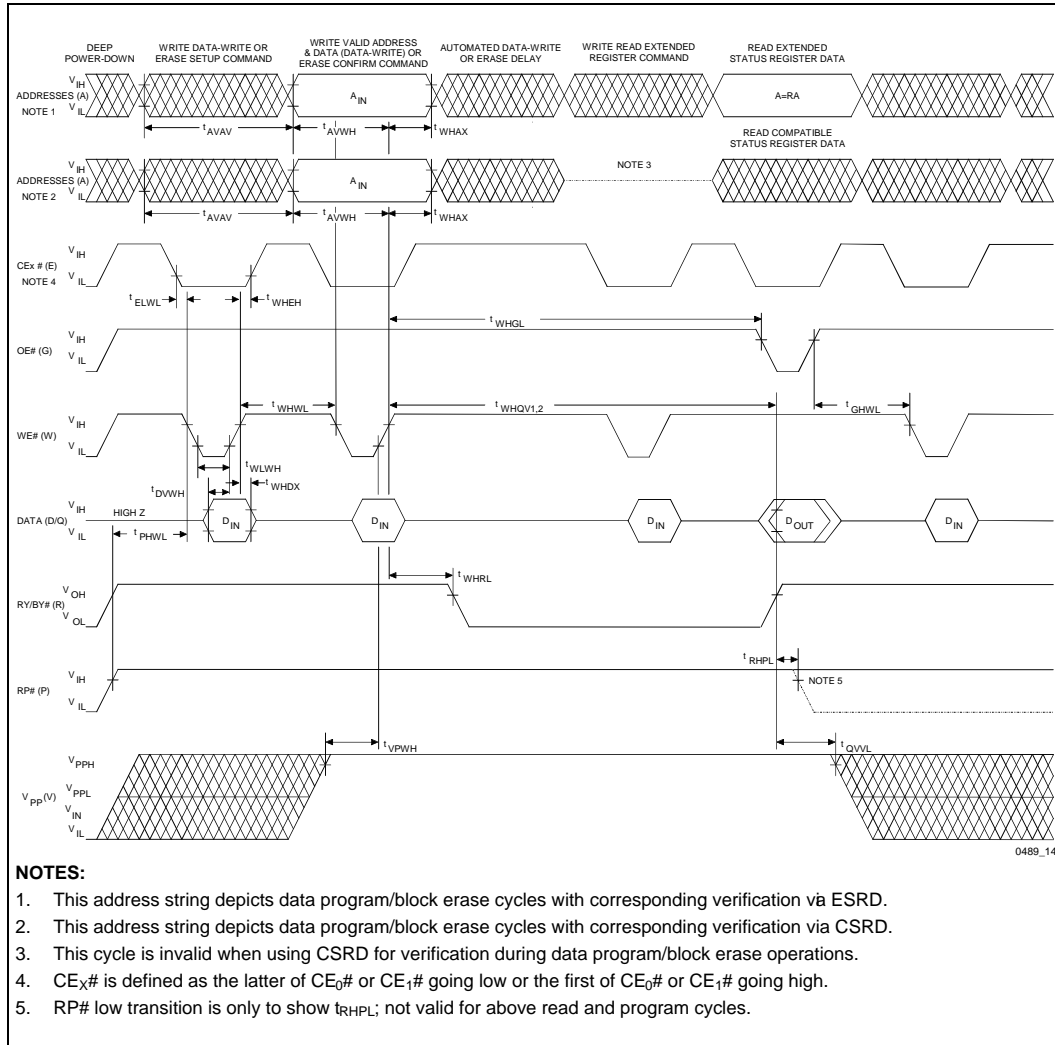 DEEP
POWER-DOWN
WRITE DATA-WRITE OR
ERASE SETUP COMMAND
WRITE VALID ADDRESS
& DATA (DATA-WRITE) OR
ERASE CONFIRM COMMAND
AUTOMATED DATA-WRITE
OR ERASE DELAY
WRITE READ EXTENDED
REGISTER COMMAND
READ EXTENDED
STATUS REGISTER DATA
V IH
ADDRESSES (A)
NOTE 1 V IL
A IN
A=RA
t AVAV
t AVWH
t WHAX
READ COMPATIBLE
STATUS REGISTER DATA
V IH
ADDRESSES (A)
NOTE 2 V IL
A IN
NOTE 3
t AVAV
t AVWH
t WHAX
V IH
CEx # (E)
NOTE 4 V IL
t ELWL
t WHEH
t WHGL
V IH
OE# (G)
V IL
t WHWL
t WHQV1,2
t GHWL
V IH
WE# (W)
V IL
t WLWH
t DVWH
t WHDX
V IH
DATA (D/Q)
V IL
HIGH Z
D IN
D IN
D IN
D OUT
D IN
t PHWL
t WHRL
V OH
RY/BY# (R)
V OL
t RHPL
V IH
RP# (P)
V IL
NOTE 5
t VPWH
t QVVL
V PPH
V PP (V)
V PPL
V IN
V IL
0489_14
NOTES:
1. This address string depicts data program/block erase cycles with corresponding verification via ESRD.
2. This address string depicts data program/block erase cycles with corresponding verification via CSRD.
3. This cycle is invalid when using CSRD for verification during data program/block erase operations.
4. CEX# is defined as the latter of CE0# or CE1# going low or the first of CE0# or CE1# going high.
5. RP# low transition is only to show tRHPL; not valid for above read and program cycles.